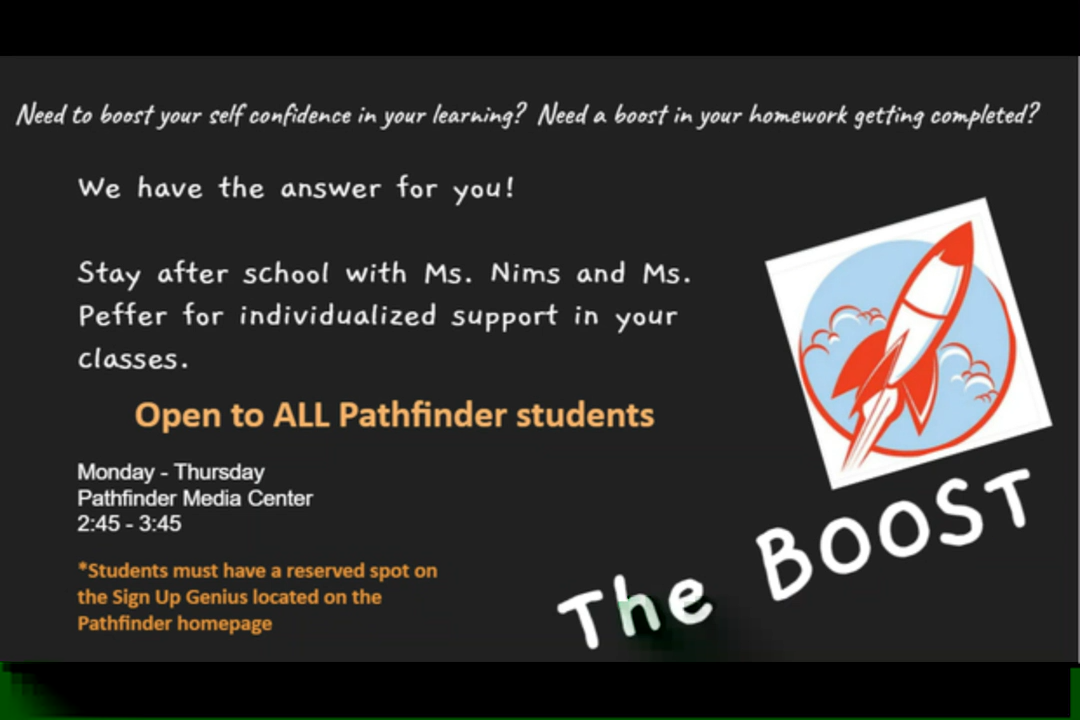 Need to boost your self confidence in your learning? Need a boost in your homework getting completed?
We have the answer for you!
Stay after school with Ms. Nims and Ms.
Peffer for individualized support in your
classes.
Open to ALL Pathfinder students
Monday - Thursday
Pathfinder Media Center
2:45 - 3:45
*Students must have a reserved spot on
the Sign Up Genius located on the
Pathfinder homepage
The BOOST